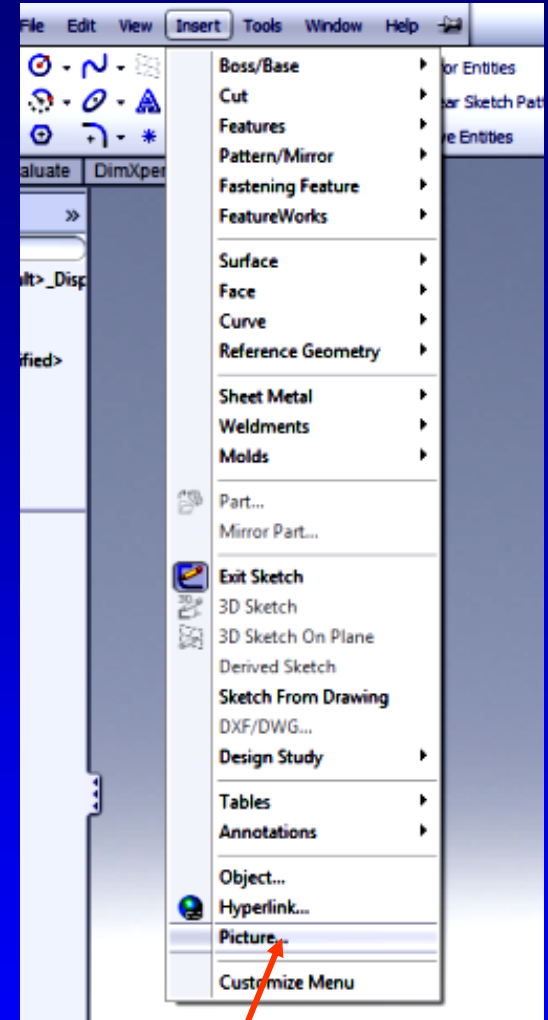 File Edit View Insert Tools Window Help
Boss/Base
or Entities
Cut
ear Sketch Patt
Features
ve Entities
Pattern/Mirror
aluate DimXper
Fastening Feature
FeatureWorks
»
Surface
ult>_Disp
Face
Curve
Reference Geometry
ified>
Sheet Metal
Weldments
Molds
Part...
Mirror Part...
Exit Sketch
3D Sketch
3D Sketch On Plane
Derived Sketch
Sketch From Drawing
DXF/DWG...
Design Study
Tables
Annotations
Object...
Hyperlink...
Picture...
Customize Menu